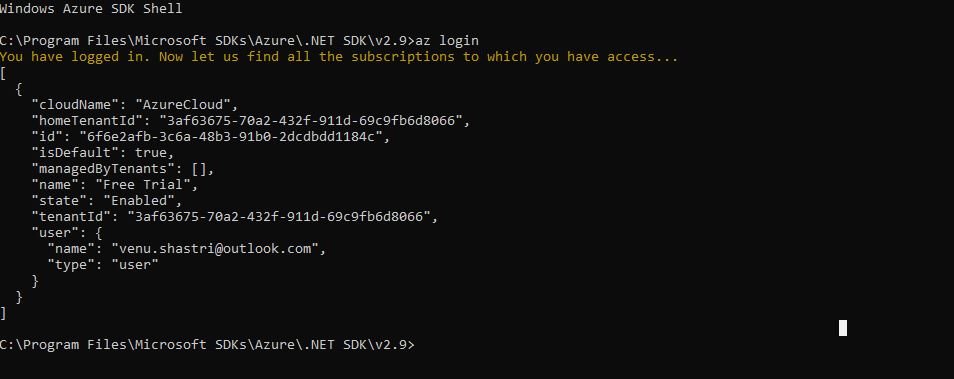 Windows Azure SDK Shell
C:\Program Files\Microsoft SDKs\Azure\.NET SDK\v2.9>az login
You have logged in. Now let us find all the subscriptions to which you have access...
[
  {
    "cloudName": "AzureCloud",
    "homeTenantId": "3af63675-70a2-432f-911d-69c9fb6d8066",
    "id": "6f6e2afb-3c6a-48b3-91b0-2dcdbdd1184c",
    "isDefault": true,
    "managedByTenants": [],
    "name": "Free Trial",
    "state": "Enabled",
    "tenantId": "3af63675-70a2-432f-911d-69c9fb6d8066",
    "user": {
      "name": "venu.shastri@outlook.com",
      "type": "user"
    }
  }
]
C:\Program Files\Microsoft SDKs\Azure\.NET SDK\v2.9>